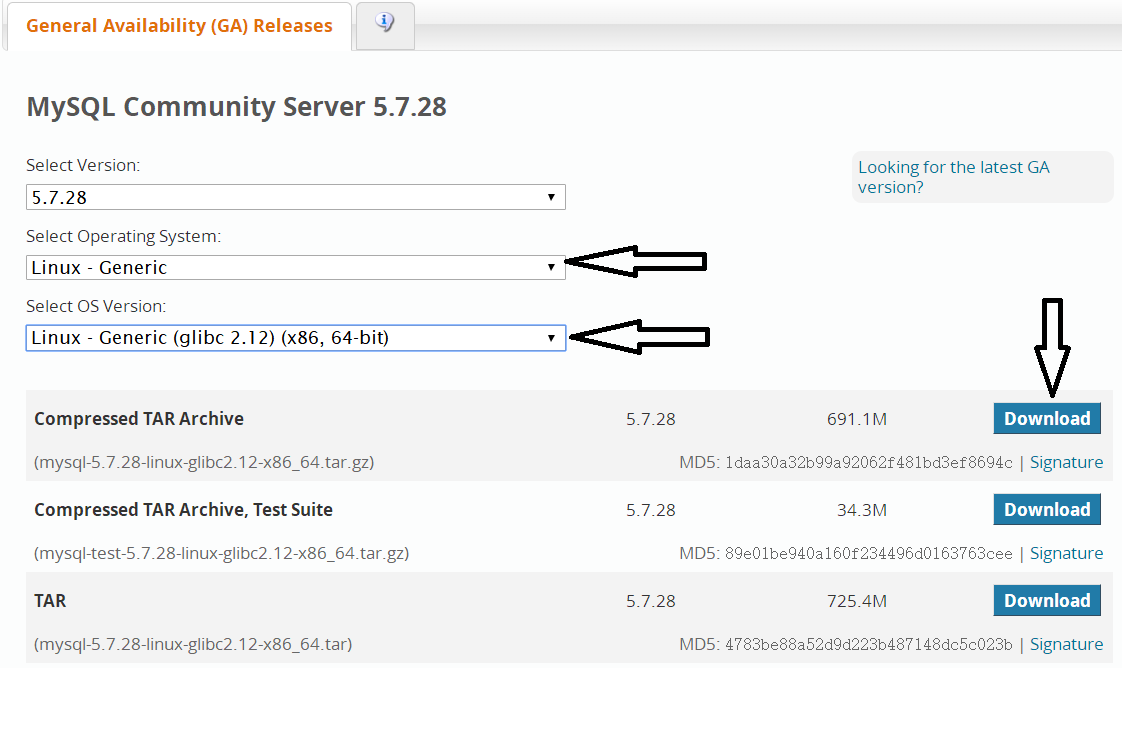 General Availability (GA) Releases
MySQL Community Server 5.7.28
Select Version:
Looking for the latest GA
version?
5.7.28
Select Operating System:
Linux - Generic
Select OS Version:
Linux - Generic (glibc 2.12) (x86, 64-bit)
Compressed TAR Archive 5.7.28 691.1M Download
(mysql-5.7.28-linux-glibc2.12-x86_64.tar.gz) MD5: 1daa30a32b99a92062f481bd3ef8694c | Signature
Compressed TAR Archive, Test Suite 5.7.28 34.3M Download
(mysql-test-5.7.28-linux-glibc2.12-x86_64.tar.gz) MD5: 89e01be940a160f234496d0163763cee | Signature
TAR 5.7.28 725.4M Download
(mysql-5.7.28-linux-glibc2.12-x86_64.tar) MD5: 4783be88a52d9d223b487148dc5c023b | Signature